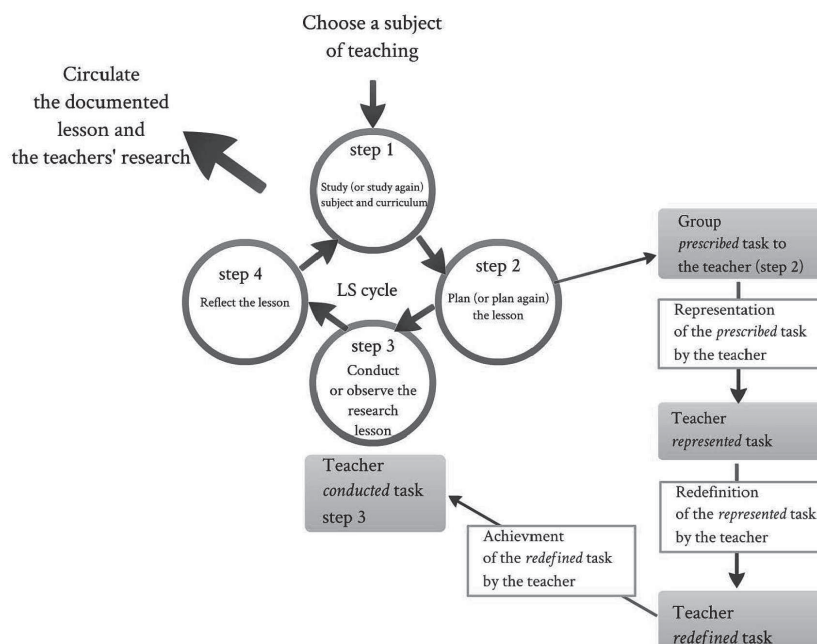 Choose a subject
of teaching
Circulate
the documented
lesson and
the teachers' research
step 1
Study (or study again)
subject and curriculum
step 2
Plan (or plan again)
the lesson
step 3
Conduct
or observe the
research
lesson
step 4
Reflect the lesson
LS cycle
Group
prescribed task to
the teacher (step 2)
Representation
of the prescribed task
by the teacher
Teacher
represented task
Redefinition
of the represented task
by the teacher
Teacher
redefined task
Achievment
of the redefined task
by the teacher
Teacher
conducted task
step 3